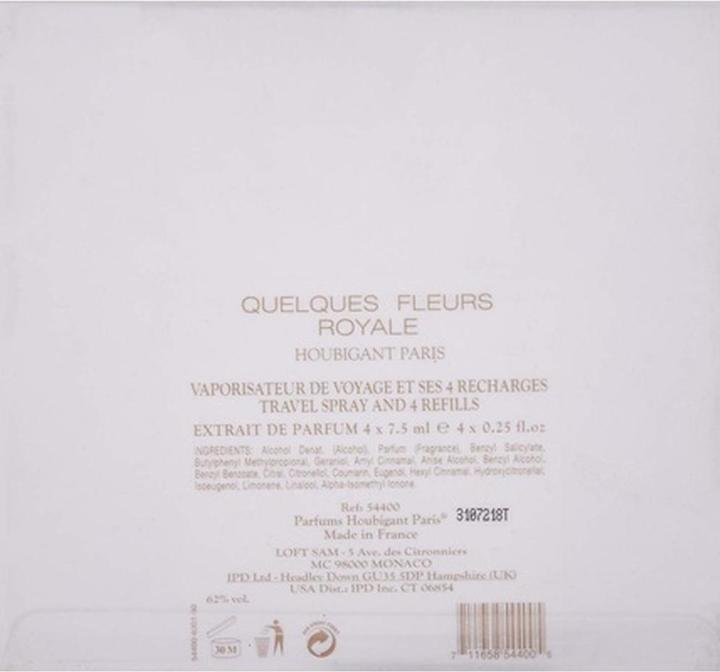 QUELQUES FLEURS
ROYALE
HOUBIGANT PARIS
VAPORISATEUR DE VOYAGE ET SES 4 RECHARGES
TRAVEL SPRAY AND 4 REFILLS
EXTRAIT DE PARFUM 4 x 7.5 ml ℮ 4 x 0.25 fl.oz
INGREDIENTS: Alcohol Denat. (Alcohol), Parfum (Fragrance), Benzyl Salicylate,
Butylphenyl Methylpropional, Geraniol, Amyl Cinnamal, Anise Alcohol, Benzyl Alcohol,
Benzyl Benzoate, Citral, Citronellol, Coumarin, Eugenol, Hexyl Cinnamal, Hydroxycitronellal,
Isoeugenol, Limonene, Linalool, Alpha-Isomethyl Ionone.
Ref: 54400
Parfums Houbigant Paris® 3107218T
Made in France
LOFT SAM - 5 Ave. des Citronniers
MC 98000 MONACO
IPD Ltd - Headley Down GU35 5DP Hampshire (UK)
USA Dist.: IPD Inc. CT 06854
62% vol.
30 M
7 11658 54400 5